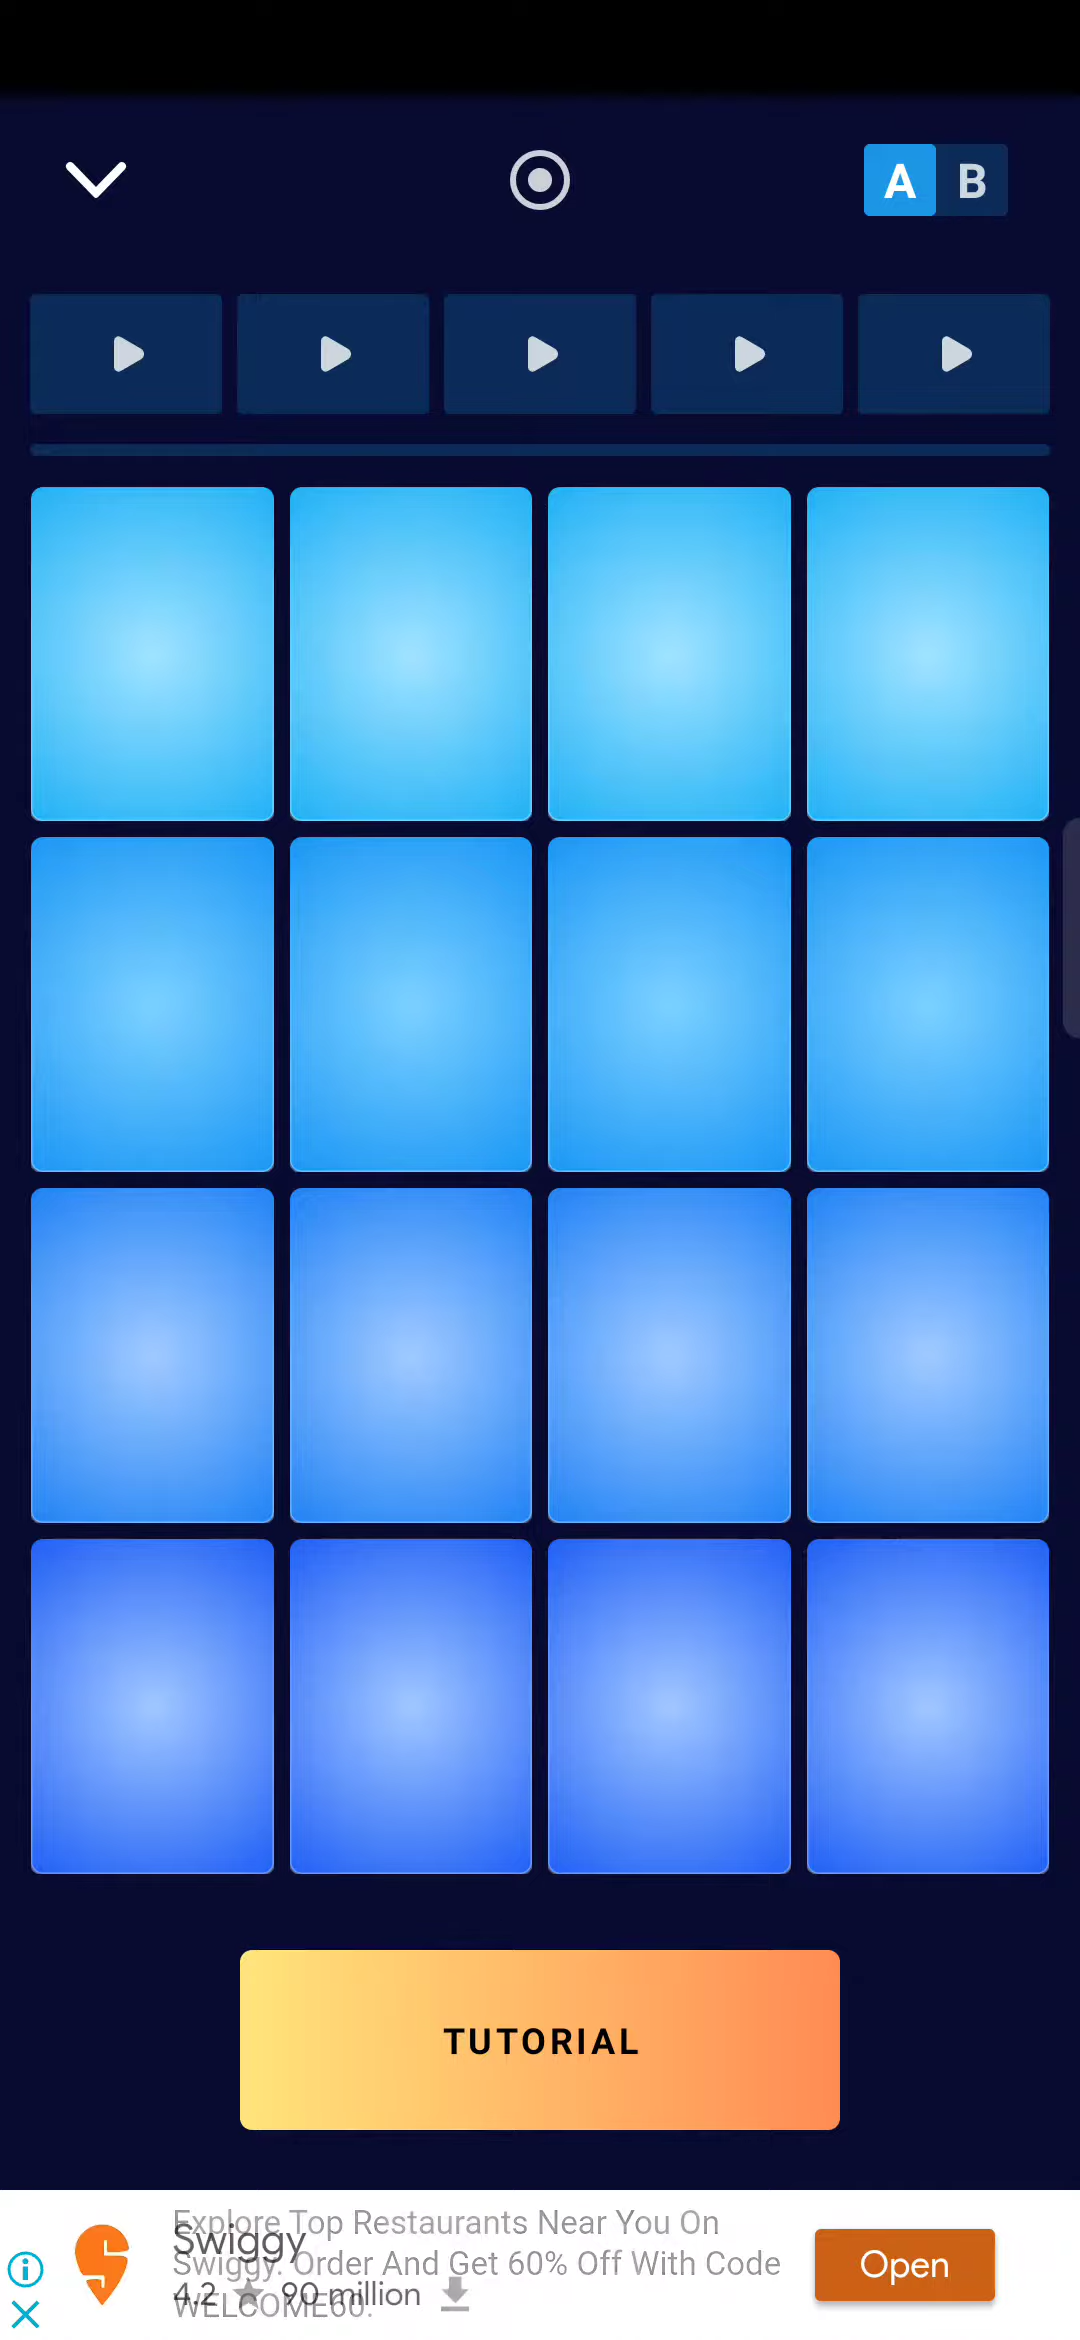 A B
TUTORIAL
Explore Top Restaurants Near You On
Swiggy
Swiggy. Order And Get 60% Off With Code
4.2 90 million
WELCOME60.
Open